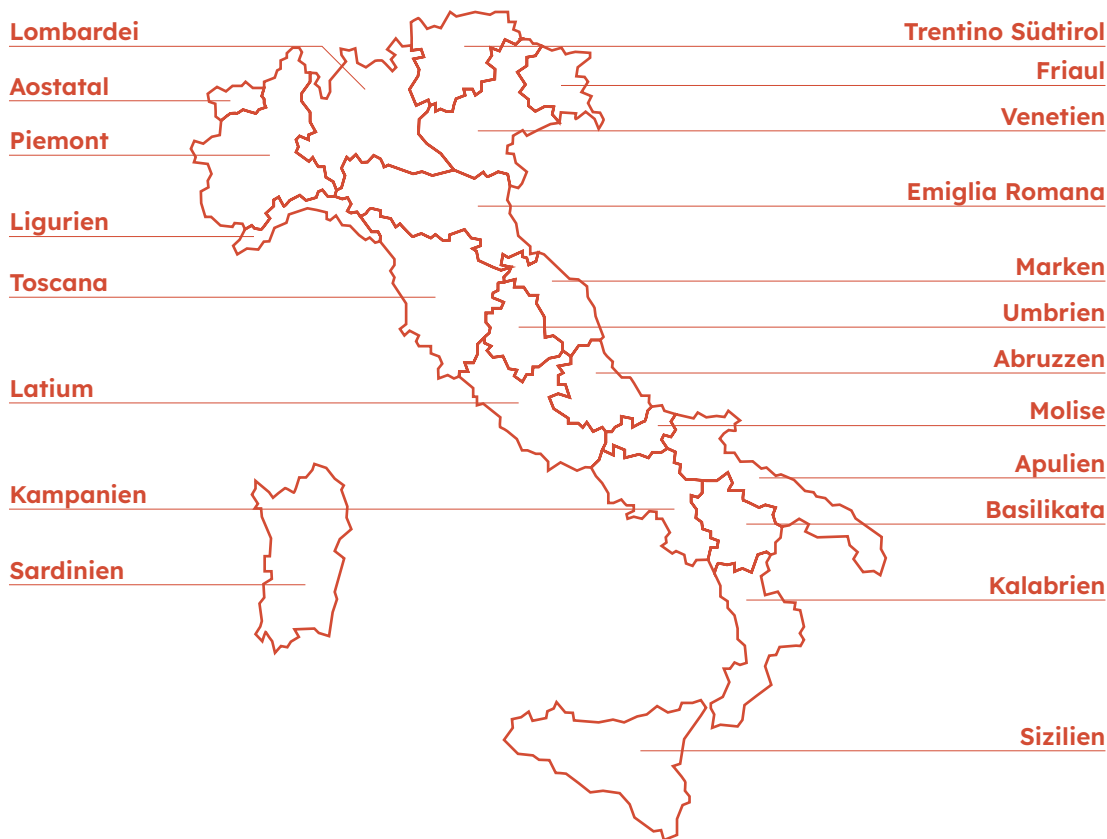 Lombardei
Aostatal
Piemont
Ligurien
Toscana
Latium
Kampanien
Sardinien
Trentino Südtirol
Friaul
Venetien
Emiglia Romana
Marken
Umbrien
Abruzzen
Molise
Apulien
Basilikata
Kalabrien
Sizilien